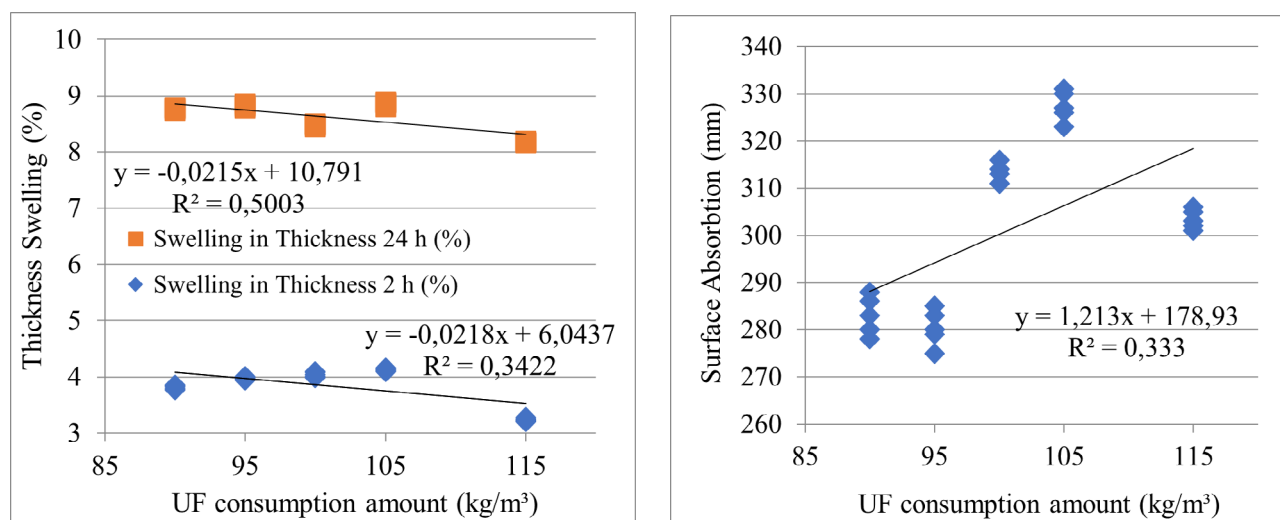 10
9
8
7
6
5
4
3
85
95
105
115
Thickness Swelling (%)
UF consumption amount (kg/m³)
y = -0,0215x + 10,791
R² = 0,5003
Swelling in Thickness 24 h (%)
Swelling in Thickness 2 h (%)
y = -0,0218x + 6,0437
R² = 0,3422
330
320
310
300
290
280
270
260
85
95
105
115
Surface Absorbtion (mm)
UF consumption amount (kg/m³)
y = 1,213x + 178,93
R² = 0,333